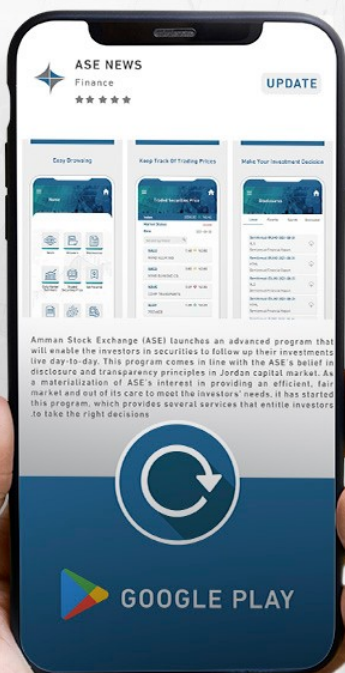 ASE NEWS
Finance
UPDATE
Easy Browsing
Keep Track Of Trading Prices
Make Your Investment Decision
News
Traded Securities Price
Disclosures
Amman Stock Exchange (ASE) launches an advanced program that
will enable the investors in securities to follow up their investments
live day-to-day. This program comes in line with the ASE's belief in
disclosure and transparency principles in Jordan capital market. As
a materialization of ASE's interest in providing an efficient, fair
market and out of its care to meet the investors' needs, it has started
this program, which provides several services that entitle investors
.to take the right decisions
GOOGLE PLAY